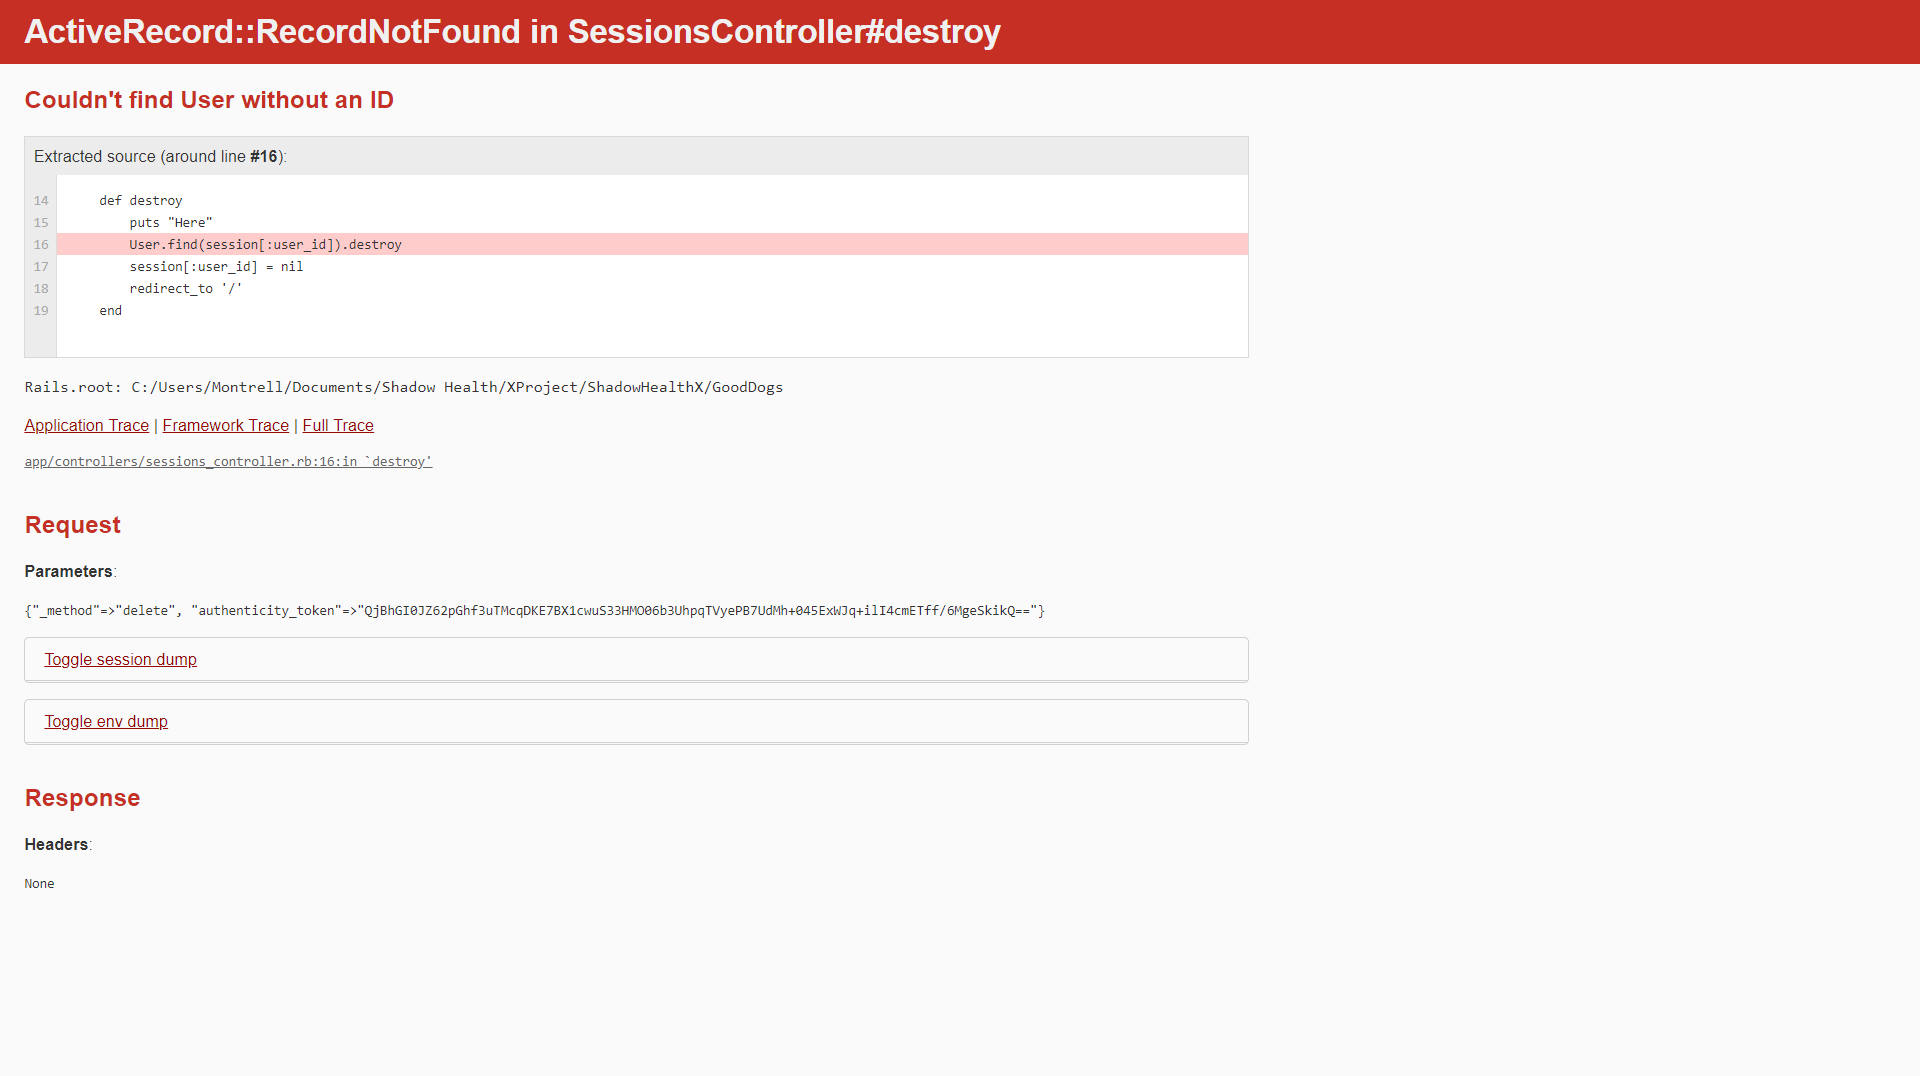 ActiveRecord::RecordNotFound in SessionsController#destroy
Couldn't find User without an ID
Extracted source (around line #16):
14 def destroy
15 puts "Here"
16 User.find(session[:user_id]).destroy
17 session[:user_id] = nil
18 redirect_to '/'
19 end
Rails.root: C:/Users/Montrell/Documents/Shadow Health/XProject/ShadowHealthX/GoodDogs
Application Trace | Framework Trace | Full Trace
app/controllers/sessions_controller.rb:16:in `destroy'
Request
Parameters:
{"_method"=>"delete", "authenticity_token"=>"QjBhGI0JZ62pGhf3uTMcqDKE7BX1cwuS33HMO06b3UhpqTVyePB7UdMh+045ExWJq+ilI4cmETff/6MgeSkikQ=="}
Toggle session dump
Toggle env dump
Response
Headers:
None